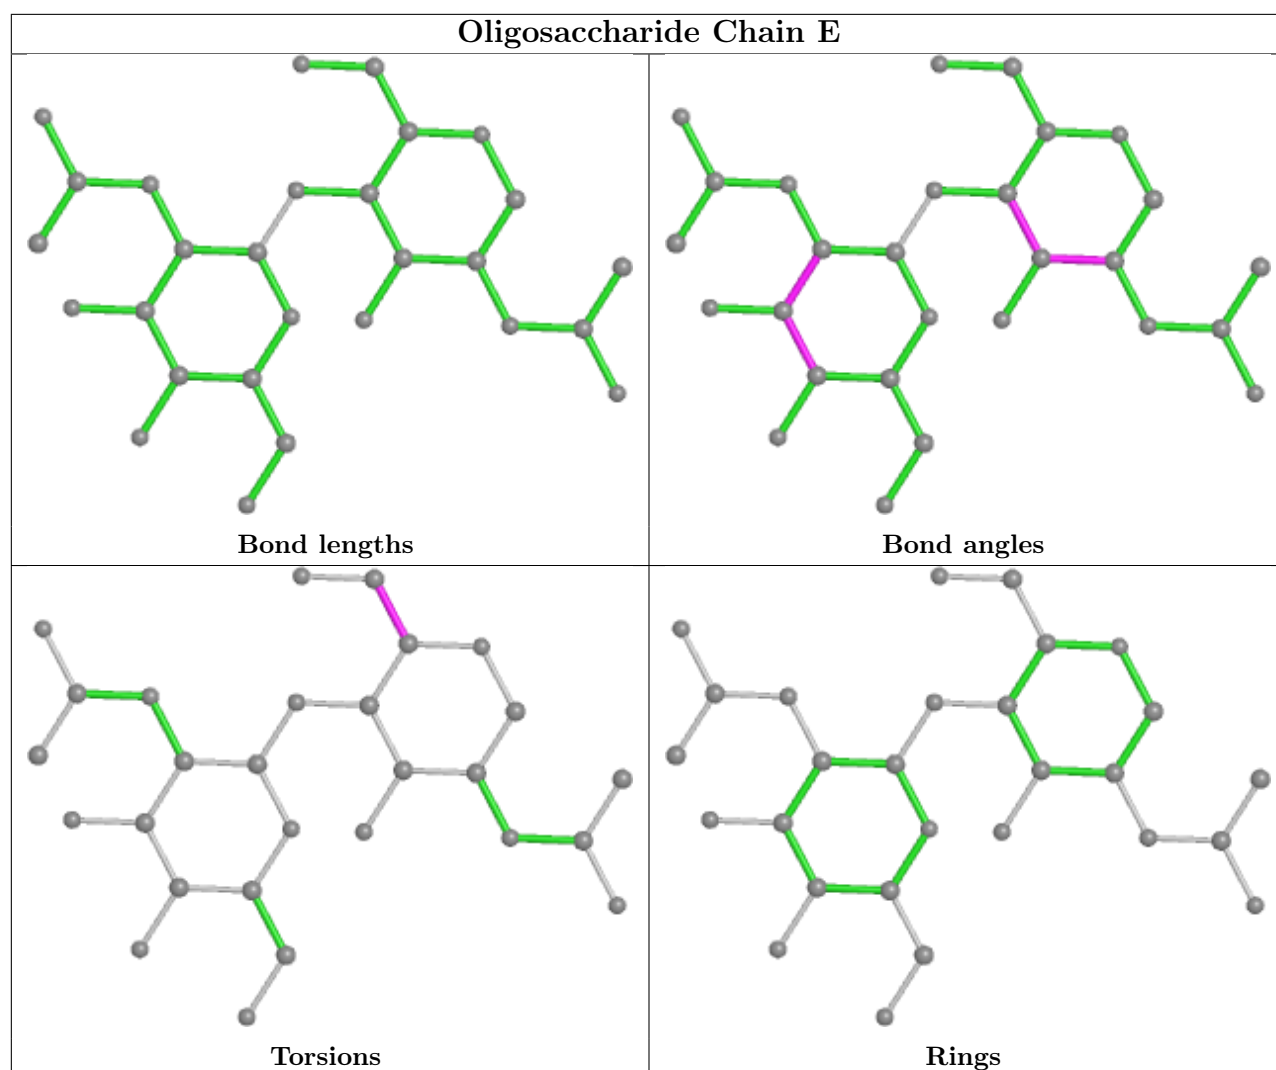 Oligosaccharide Chain E
Bond lengths
Bond angles
Torsions
Rings